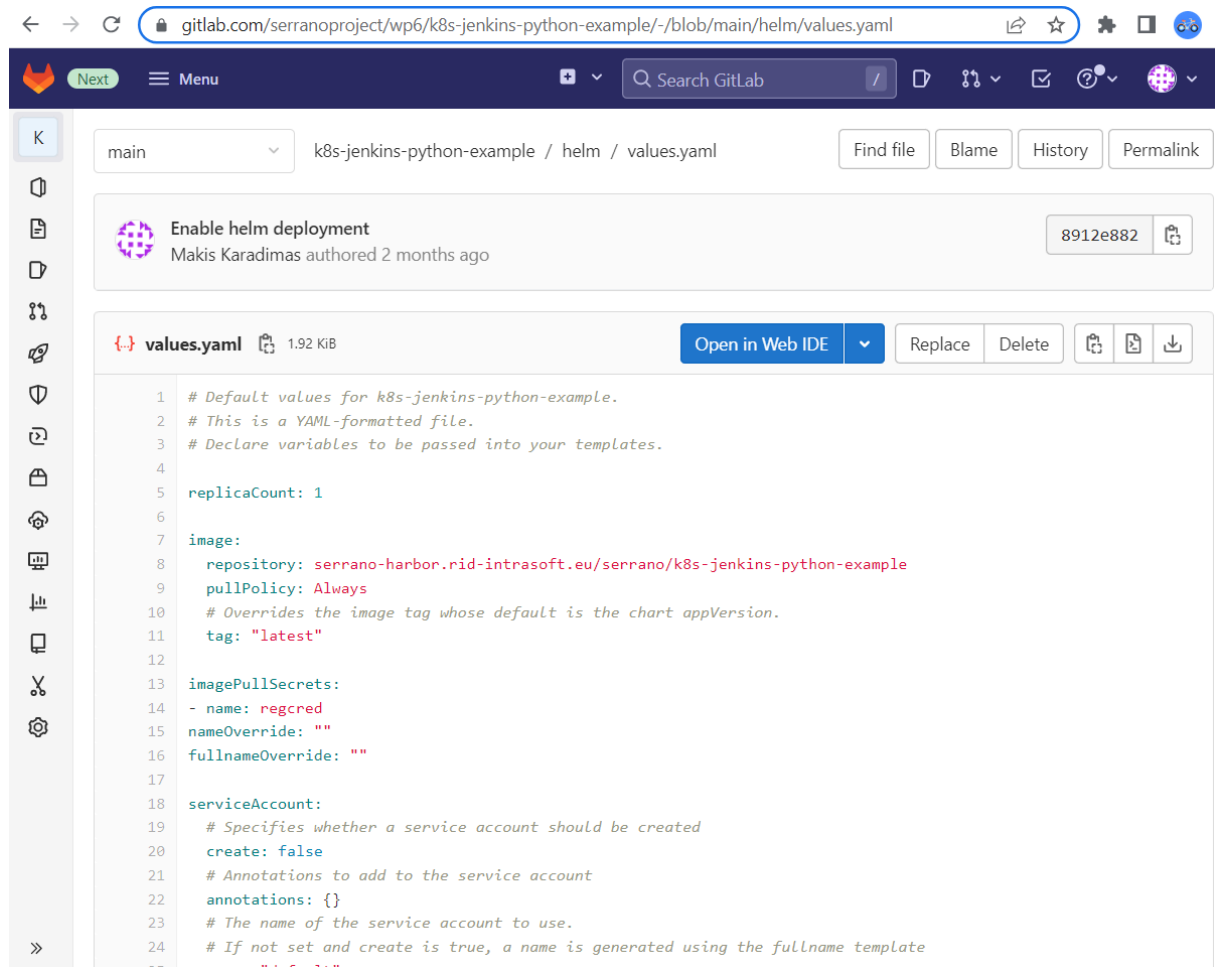 gitlab.com/serranoproject/wp6/k8s-jenkins-python-example/-/blob/main/helm/values.yaml
Next Menu Search GitLab /
K
main k8s-jenkins-python-example / helm / values.yaml Find file Blame History Permalink
Enable helm deployment
Makis Karadimas authored 2 months ago
8912e882
{..} values.yaml 1.92 KiB Open in Web IDE Replace Delete
1 # Default values for k8s-jenkins-python-example.
2 # This is a YAML-formatted file.
3 # Declare variables to be passed into your templates.
4
5 replicaCount: 1
6
7 image:
8 repository: serrano-harbor.rid-intrasoft.eu/serrano/k8s-jenkins-python-example
9 pullPolicy: Always
10 # Overrides the image tag whose default is the chart appVersion.
11 tag: "latest"
12
13 imagePullSecrets:
14 - name: regcred
15 nameOverride: ""
16 fullnameOverride: ""
17
18 serviceAccount:
19 # Specifies whether a service account should be created
20 create: false
21 # Annotations to add to the service account
22 annotations: {}
23 # The name of the service account to use.
24 # If not set and create is true, a name is generated using the fullname template